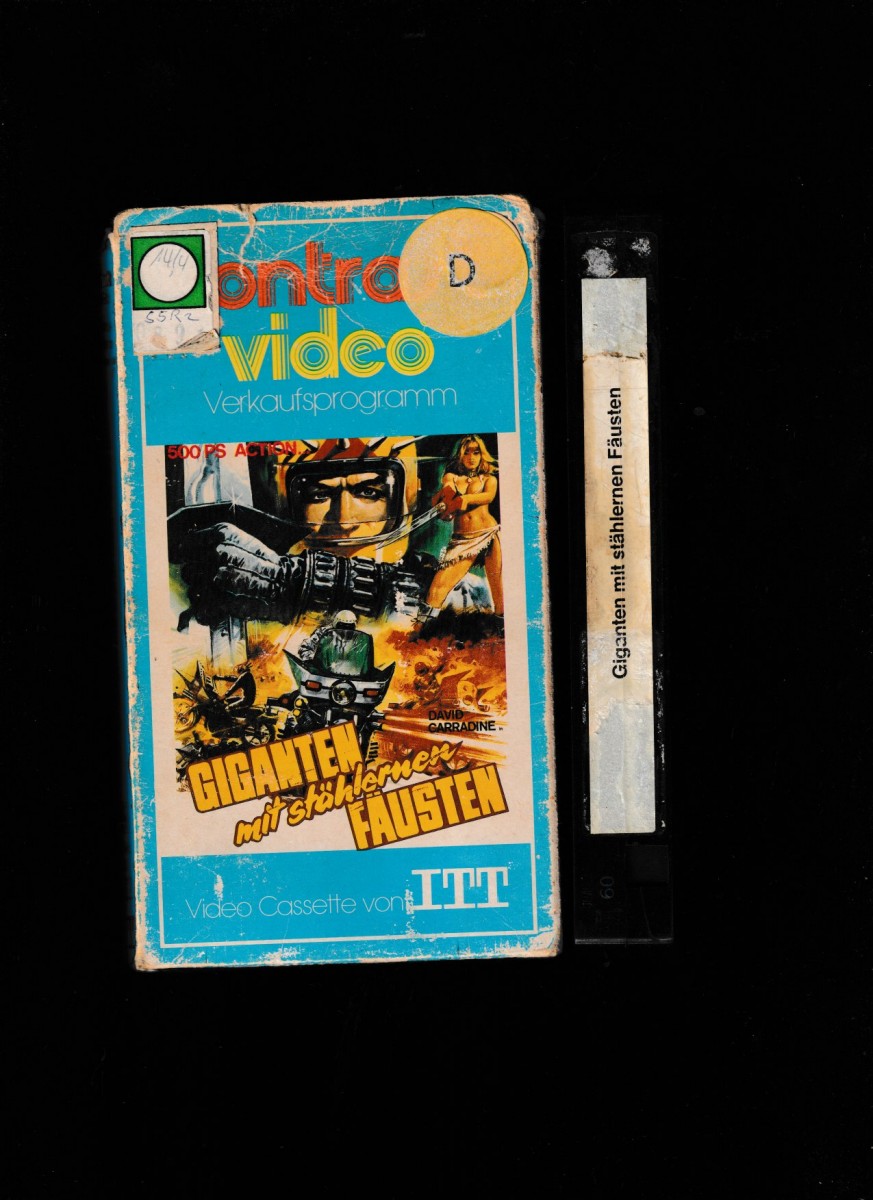 14/4
55R2
ontra
D
video
Verkaufsprogramm
500 PS ACTION...
DAVID
CARRADINE in
GIGANTEN
mit stählernen
FÄUSTEN
Video Cassette von ITT
Giganten mit stählernen Fäusten
60